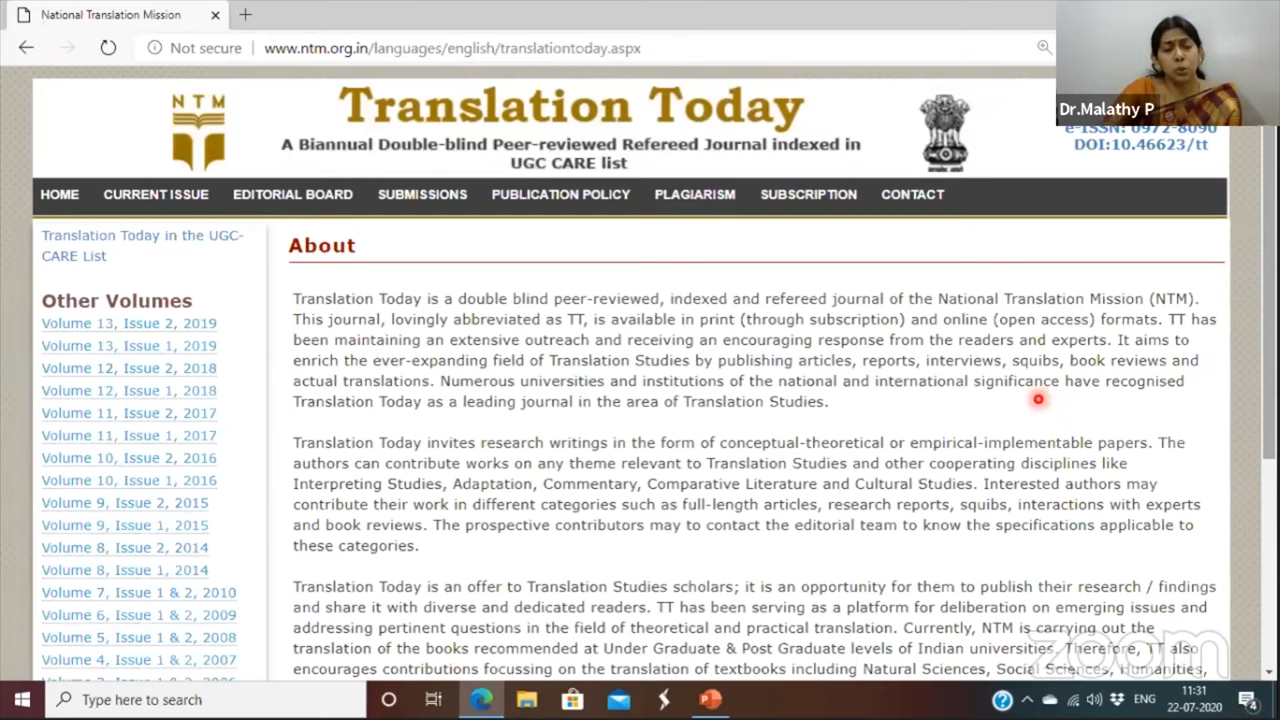 National Translation Mission
Not secure
www.ntm.org.in/languages/english/translationtoday.aspx
Dr.Malathy P
NTM
Translation Today
A Biannual Double-blind Peer-reviewed Refereed Journal indexed in
UGC CARE list
e-ISSN: 0972-8090
DOI:10.46623/tt
HOME CURRENT ISSUE EDITORIAL BOARD SUBMISSIONS PUBLICATION POLICY PLAGIARISM SUBSCRIPTION CONTACT
Translation Today in the UGC-
CARE List
Other Volumes
Volume 13, Issue 2, 2019
Volume 13, Issue 1, 2019
Volume 12, Issue 2, 2018
Volume 12, Issue 1, 2018
Volume 11, Issue 2, 2017
Volume 11, Issue 1, 2017
Volume 10, Issue 2, 2016
Volume 10, Issue 1, 2016
Volume 9, Issue 2, 2015
Volume 9, Issue 1, 2015
Volume 8, Issue 2, 2014
Volume 8, Issue 1, 2014
Volume 7, Issue 1 & 2, 2010
Volume 6, Issue 1 & 2, 2009
Volume 5, Issue 1 & 2, 2008
Volume 4, Issue 1 & 2, 2007
About
Translation Today is a double blind peer-reviewed, indexed and refereed journal of the National Translation Mission (NTM).
This journal, lovingly abbreviated as TT, is available in print (through subscription) and online (open access) formats. TT has
been maintaining an extensive outreach and receiving an encouraging response from the readers and experts. It aims to
enrich the ever-expanding field of Translation Studies by publishing articles, reports, interviews, squibs, book reviews and
actual translations. Numerous universities and institutions of the national and international significance have recognised
Translation Today as a leading journal in the area of Translation Studies.
Translation Today invites research writings in the form of conceptual-theoretical or empirical-implementable papers. The
authors can contribute works on any theme relevant to Translation Studies and other cooperating disciplines like
Interpreting Studies, Adaptation, Commentary, Comparative Literature and Cultural Studies. Interested authors may
contribute their work in different categories such as full-length articles, research reports, squibs, interactions with experts
and book reviews. The prospective contributors may to contact the editorial team to know the specifications applicable to
these categories.
Translation Today is an offer to Translation Studies scholars; it is an opportunity for them to publish their research / findings
and share it with diverse and dedicated readers. TT has been serving as a platform for deliberation on emerging issues and
addressing pertinent questions in the field of theoretical and practical translation. Currently, NTM is carrying out the
translation of the books recommended at Under Graduate & Post Graduate levels of Indian universities. Therefore, TT also
encourages contributions focussing on the translation of textbooks including Natural Sciences, Social Sciences, Humanities,
zoom
Type here to search
ENG
11:31
22-07-2020
4